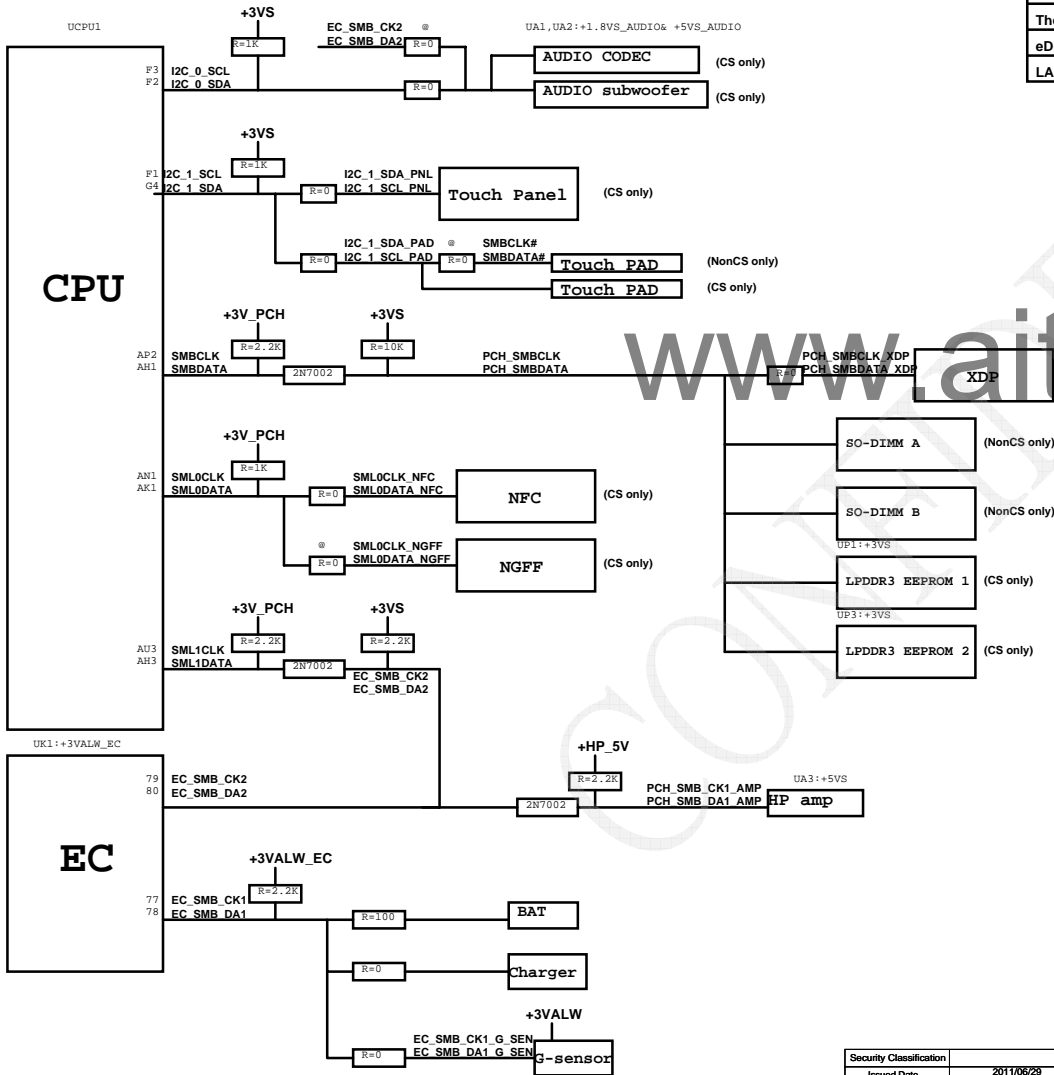 UCPU1
+3VS
R=1K
F3 I2C_0_SCL
F2 I2C_0_SDA
EC_SMB_CK2 @
EC_SMB_DA2 R=0
R=0
UA1,UA2:+1.8VS_AUDIO& +5VS_AUDIO
AUDIO CODEC (CS only)
AUDIO subwoofer (CS only)
+3VS
R=1K
F1 I2C_1_SCL
G4 I2C_1_SDA
R=0
I2C_1_SDA_PNL
I2C_1_SCL_PNL
Touch Panel (CS only)
R=0
I2C_1_SDA_PAD @ SMBCLK#
I2C_1_SCL_PAD R=0 SMBDATA#
Touch PAD (NonCS only)
Touch PAD (CS only)
CPU
+3V_PCH +3VS
R=2.2K R=10K
AP2 SMBCLK
AH1 SMBDATA
2N7002
PCH_SMBCLK
PCH_SMBDATA
www.ait
R=0
PCH_SMBCLK_XDP
PCH_SMBDATA_XDP
XDP
SO-DIMM A (NonCS only)
SO-DIMM B (NonCS only)
UP1:+3VS
LPDDR3 EEPROM 1 (CS only)
UP3:+3VS
LPDDR3 EEPROM 2 (CS only)
+3V_PCH
R=1K
AN1 SML0CLK
AK1 SML0DATA
R=0
SML0CLK_NFC
SML0DATA_NFC
NFC (CS only)
@ SML0CLK_NGFF
R=0 SML0DATA_NGFF
NGFF (CS only)
+3V_PCH +3VS
R=2.2K R=2.2K
AU3 SML1CLK
AH3 SML1DATA
2N7002
EC_SMB_CK2
EC_SMB_DA2
UK1:+3VALW_EC
79 EC_SMB_CK2
80 EC_SMB_DA2
+HP_5V
R=2.2K
2N7002
PCH_SMB_CK1_AMP
PCH_SMB_DA1_AMP
UA3:+5VS
HP amp
EC
+3VALW_EC
R=2.2K
77 EC_SMB_CK1
78 EC_SMB_DA1
R=100
BAT
R=0
Charger
+3VALW
R=0
EC_SMB_CK1_G_SEN
EC_SMB_DA1_G_SEN
G-sensor
CONFI
The
eD
LA
Security Classification
Issued Date 2011/06/29